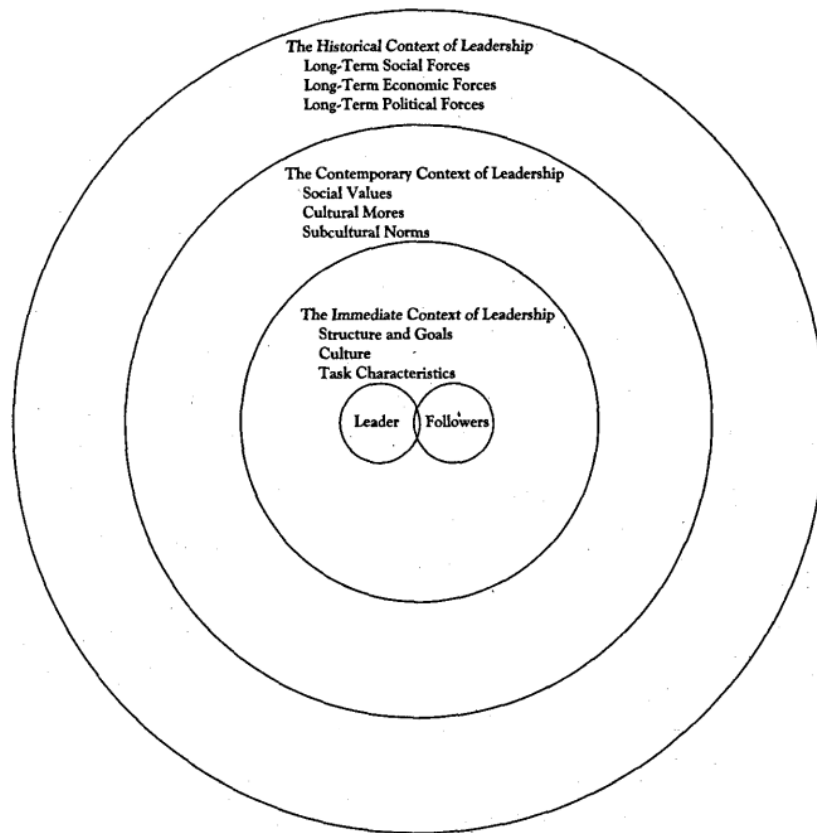 The Historical Context of Leadership
Long-Term Social Forces
Long-Term Economic Forces
Long-Term Political Forces
The Contemporary Context of Leadership
Social Values
Cultural Mores
Subcultural Norms
The Immediate Context of Leadership
Structure and Goals
Culture
Task Characteristics
Leader
Followers